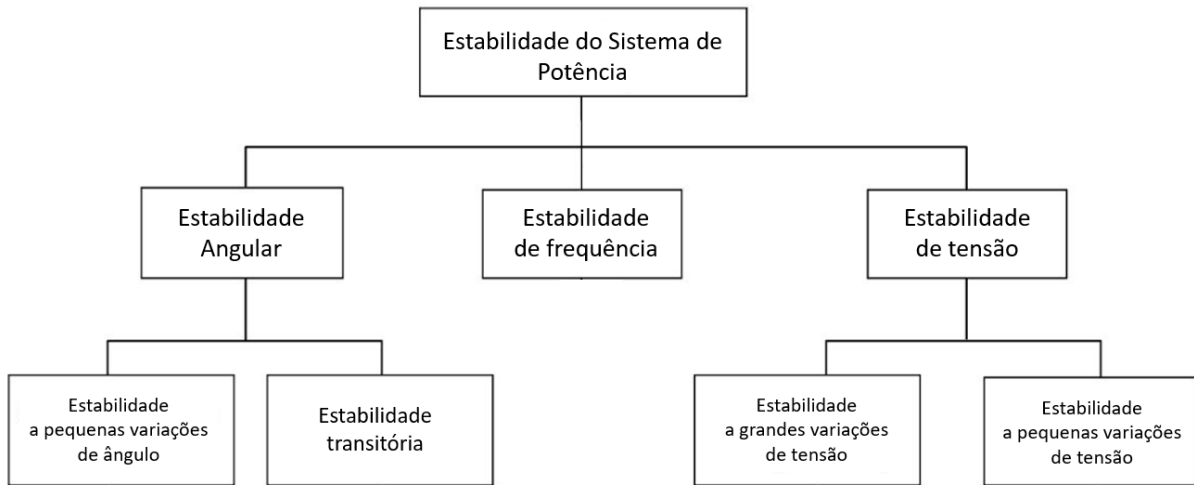 Estabilidade do Sistema de
Potência
Estabilidade
Angular
Estabilidade
de frequência
Estabilidade
de tensão
Estabilidade
a pequenas variações
de ângulo
Estabilidade
transitória
Estabilidade
a grandes variações
de tensão
Estabilidade
a pequenas variações
de tensão